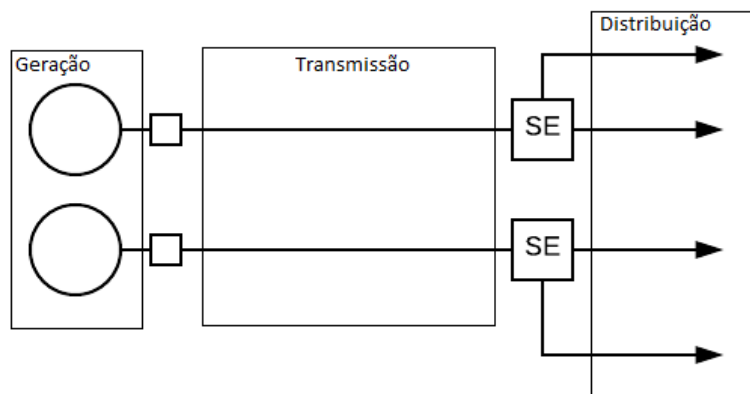 Distribuição
Geração
Transmissão
SE
SE